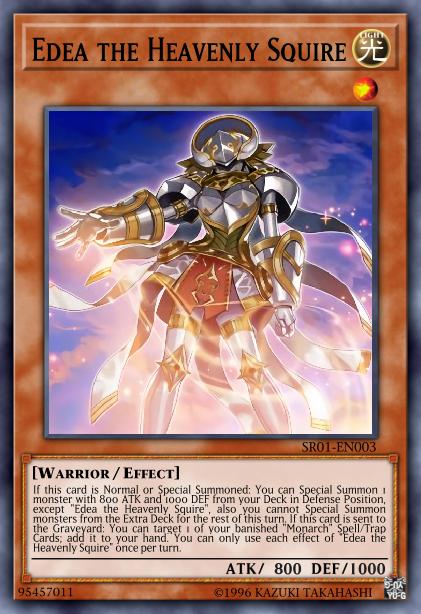 EDEA THE HEAVENLY SQUIRE
LIGHT
光
SR01-EN003
[WARRIOR / EFFECT]
If this card is Normal or Special Summoned: You can Special Summon 1
monster with 800 ATK and 1000 DEF from your Deck in Defense Position,
except "Edea the Heavenly Squire", also you cannot Special Summon
monsters from the Extra Deck for the rest of this turn. If this card is sent to
the Graveyard: You can target 1 of your banished "Monarch" Spell/Trap
Cards; add it to your hand. You can only use each effect of "Edea the
Heavenly Squire" once per turn.
ATK/ 800 DEF/1000
95457011
©1996 KAZUKI TAKAHASHI